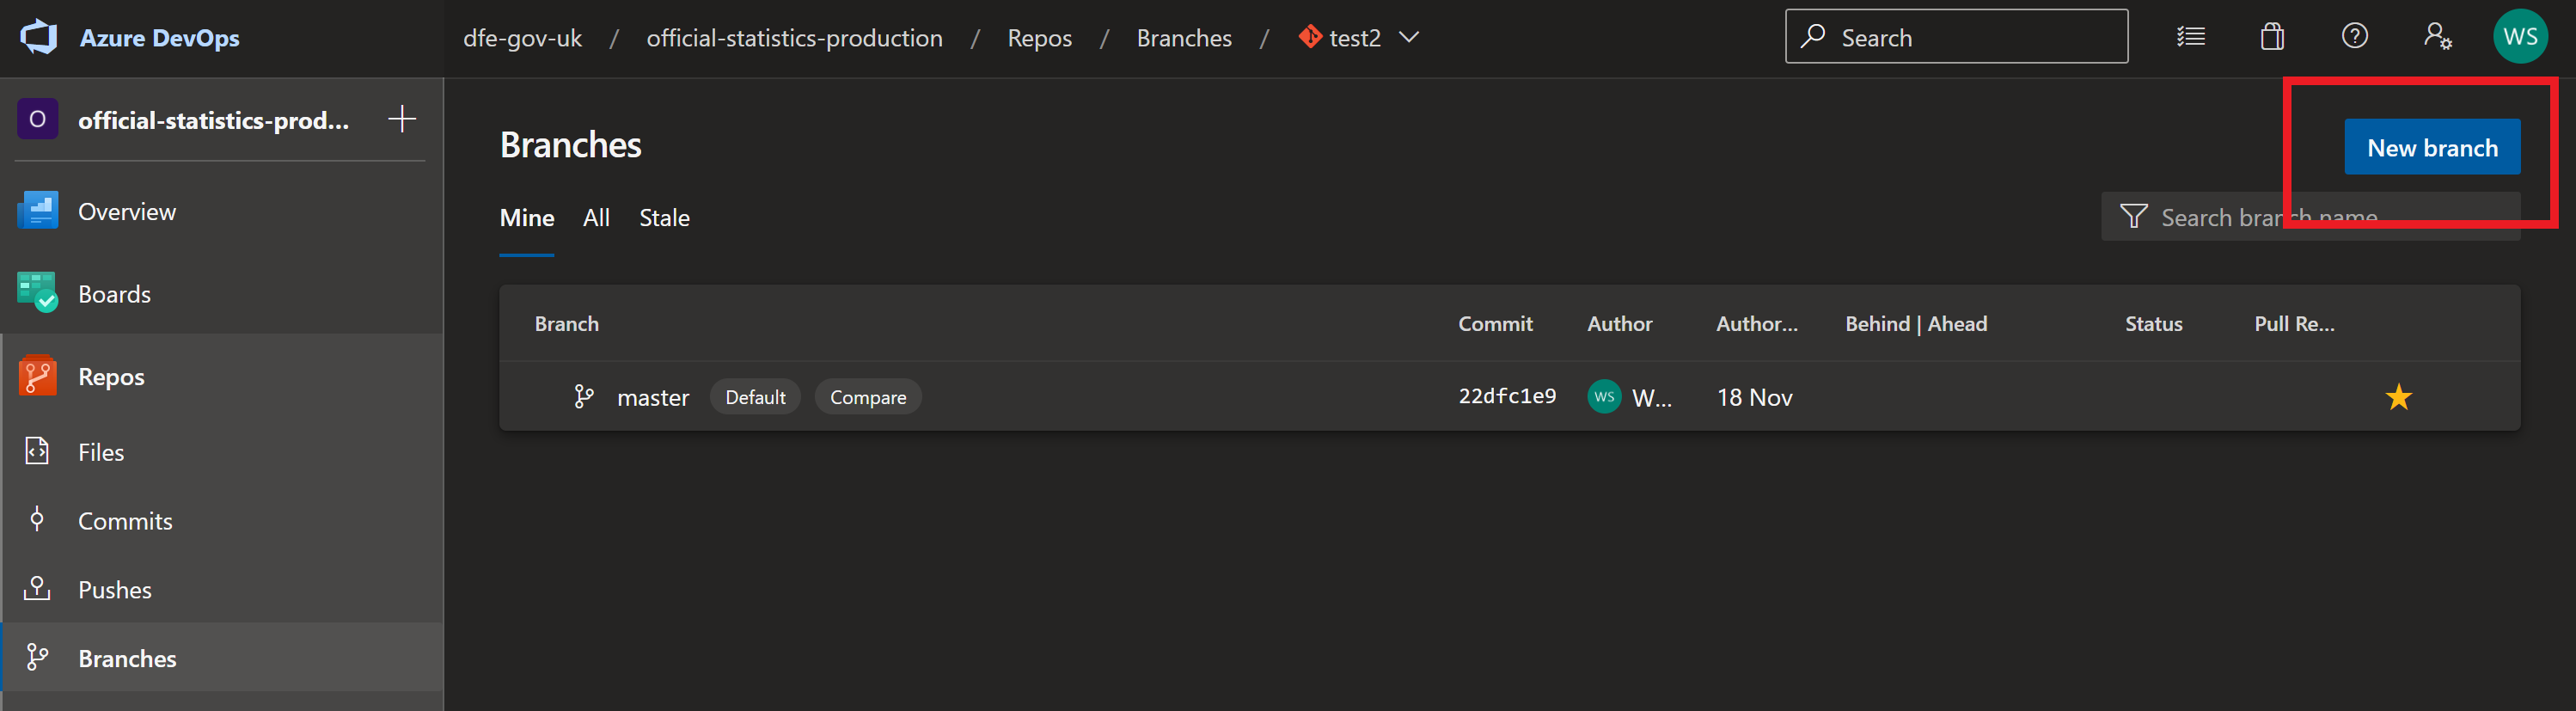 Azure DevOps
dfe-gov-uk / official-statistics-production / Repos / Branches / test2
Search
WS
O official-statistics-prod...
Overview
Boards
Repos
Files
Commits
Pushes
Branches
Branches
New branch
Mine All Stale
Search branch name
Branch Commit Author Author... Behind | Ahead Status Pull Re...
master Default Compare 22dfc1e9 WS W... 18 Nov